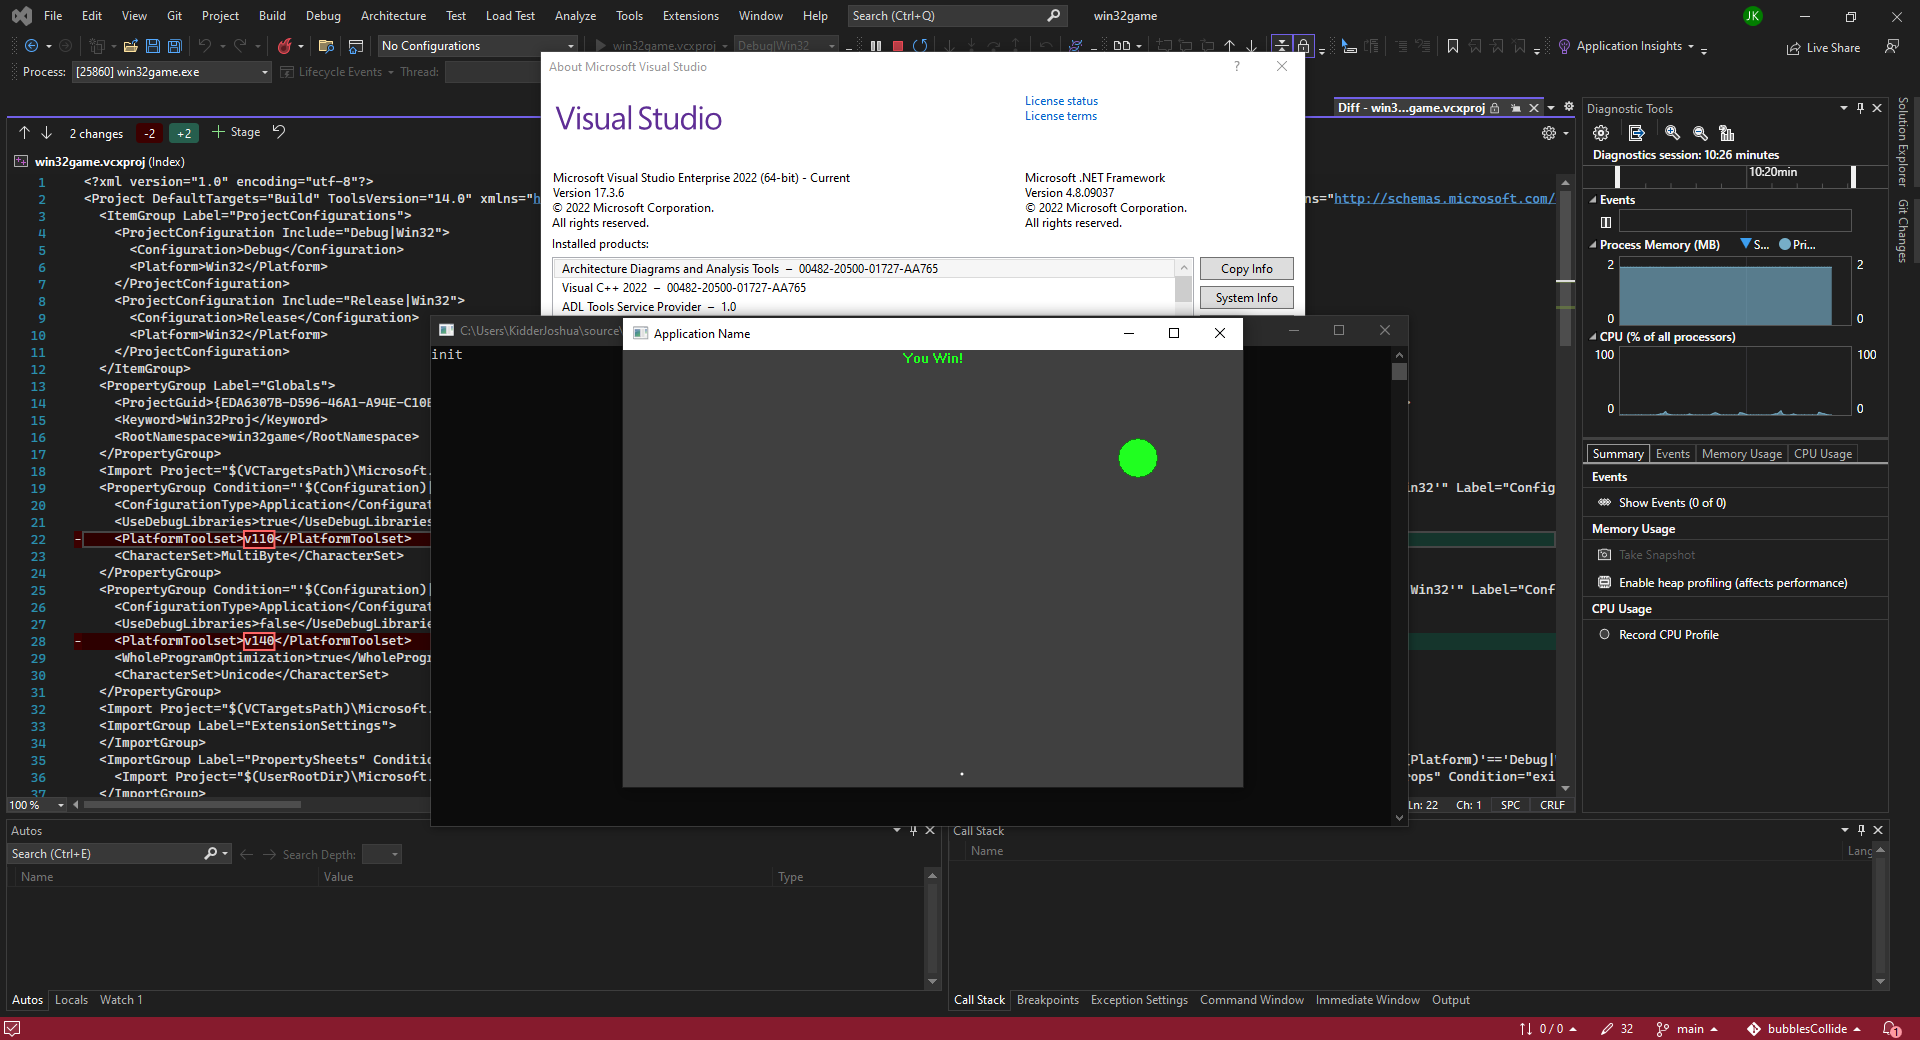 File Edit View Git Project Build Debug Architecture Test Load Test Analyze Tools Extensions Window Help Search (Ctrl+Q) win32game JK
No Configurations win32game.vcxproj Debug|Win32 Application Insights Live Share
Process: [25860] win32game.exe Lifecycle Events Thread:
About Microsoft Visual Studio ?
Visual Studio
License status
License terms
Microsoft Visual Studio Enterprise 2022 (64-bit) - Current
Version 17.3.6
© 2022 Microsoft Corporation.
All rights reserved.
Microsoft .NET Framework
Version 4.8.09037
© 2022 Microsoft Corporation.
All rights reserved.
Installed products:
Architecture Diagrams and Analysis Tools – 00482-20500-01727-AA765
Visual C++ 2022 – 00482-20500-01727-AA765
ADL Tools Service Provider – 1.0
Copy Info
System Info
Diff - win3...game.vcxproj
2 changes -2 +2 Stage
win32game.vcxproj (Index)
1 <?xml version="1.0" encoding="utf-8"?>
2 <Project DefaultTargets="Build" ToolsVersion="14.0" xmlns="h
3 <ItemGroup Label="ProjectConfigurations">
4 <ProjectConfiguration Include="Debug|Win32">
5 <Configuration>Debug</Configuration>
6 <Platform>Win32</Platform>
7 </ProjectConfiguration>
8 <ProjectConfiguration Include="Release|Win32">
9 <Configuration>Release</Configuration>
10 <Platform>Win32</Platform>
11 </ProjectConfiguration>
12 </ItemGroup>
13 <PropertyGroup Label="Globals">
14 <ProjectGuid>{EDA6307B-D596-46A1-A94E-C10E
15 <Keyword>Win32Proj</Keyword>
16 <RootNamespace>win32game</RootNamespace>
17 </PropertyGroup>
18 <Import Project="$(VCTargetsPath)\Microsoft.
19 <PropertyGroup Condition="'$(Configuration)|
20 <ConfigurationType>Application</Configurat
21 <UseDebugLibraries>true</UseDebugLibraries
22 - <PlatformToolset>v110</PlatformToolset>
23 <CharacterSet>MultiByte</CharacterSet>
24 </PropertyGroup>
25 <PropertyGroup Condition="'$(Configuration)|
26 <ConfigurationType>Application</Configurat
27 <UseDebugLibraries>false</UseDebugLibrarie
28 - <PlatformToolset>v140</PlatformToolset>
29 <WholeProgramOptimization>true</WholeProgr
30 <CharacterSet>Unicode</CharacterSet>
31 </PropertyGroup>
32 <Import Project="$(VCTargetsPath)\Microsoft.
33 <ImportGroup Label="ExtensionSettings">
34 </ImportGroup>
35 <ImportGroup Label="PropertySheets" Conditio
36 <Import Project="$(UserRootDir)\Microsoft.
37 </ImportGroup>
ns="http://schemas.microsoft.com/
in32'" Label="Config
Win32'" Label="Conf
(Platform)'=='Debug|
rops" Condition="exi
100 %
Ln: 22 Ch: 1 SPC CRLF
C:\Users\KidderJoshua\source\
init
Application Name
You Win!
Diagnostic Tools
Diagnostics session: 10:26 minutes
10:20min
Events
Process Memory (MB) S... Pri...
2 2
0 0
CPU (% of all processors)
100 100
0 0
Summary Events Memory Usage CPU Usage
Events
Show Events (0 of 0)
Memory Usage
Take Snapshot
Enable heap profiling (affects performance)
CPU Usage
Record CPU Profile
Solution Explorer
Git Changes
Autos
Search (Ctrl+E) Search Depth:
Name Value Type
Autos Locals Watch 1
Call Stack
Name Lang
Call Stack Breakpoints Exception Settings Command Window Immediate Window Output
0 / 0 32 main bubblesCollide 1